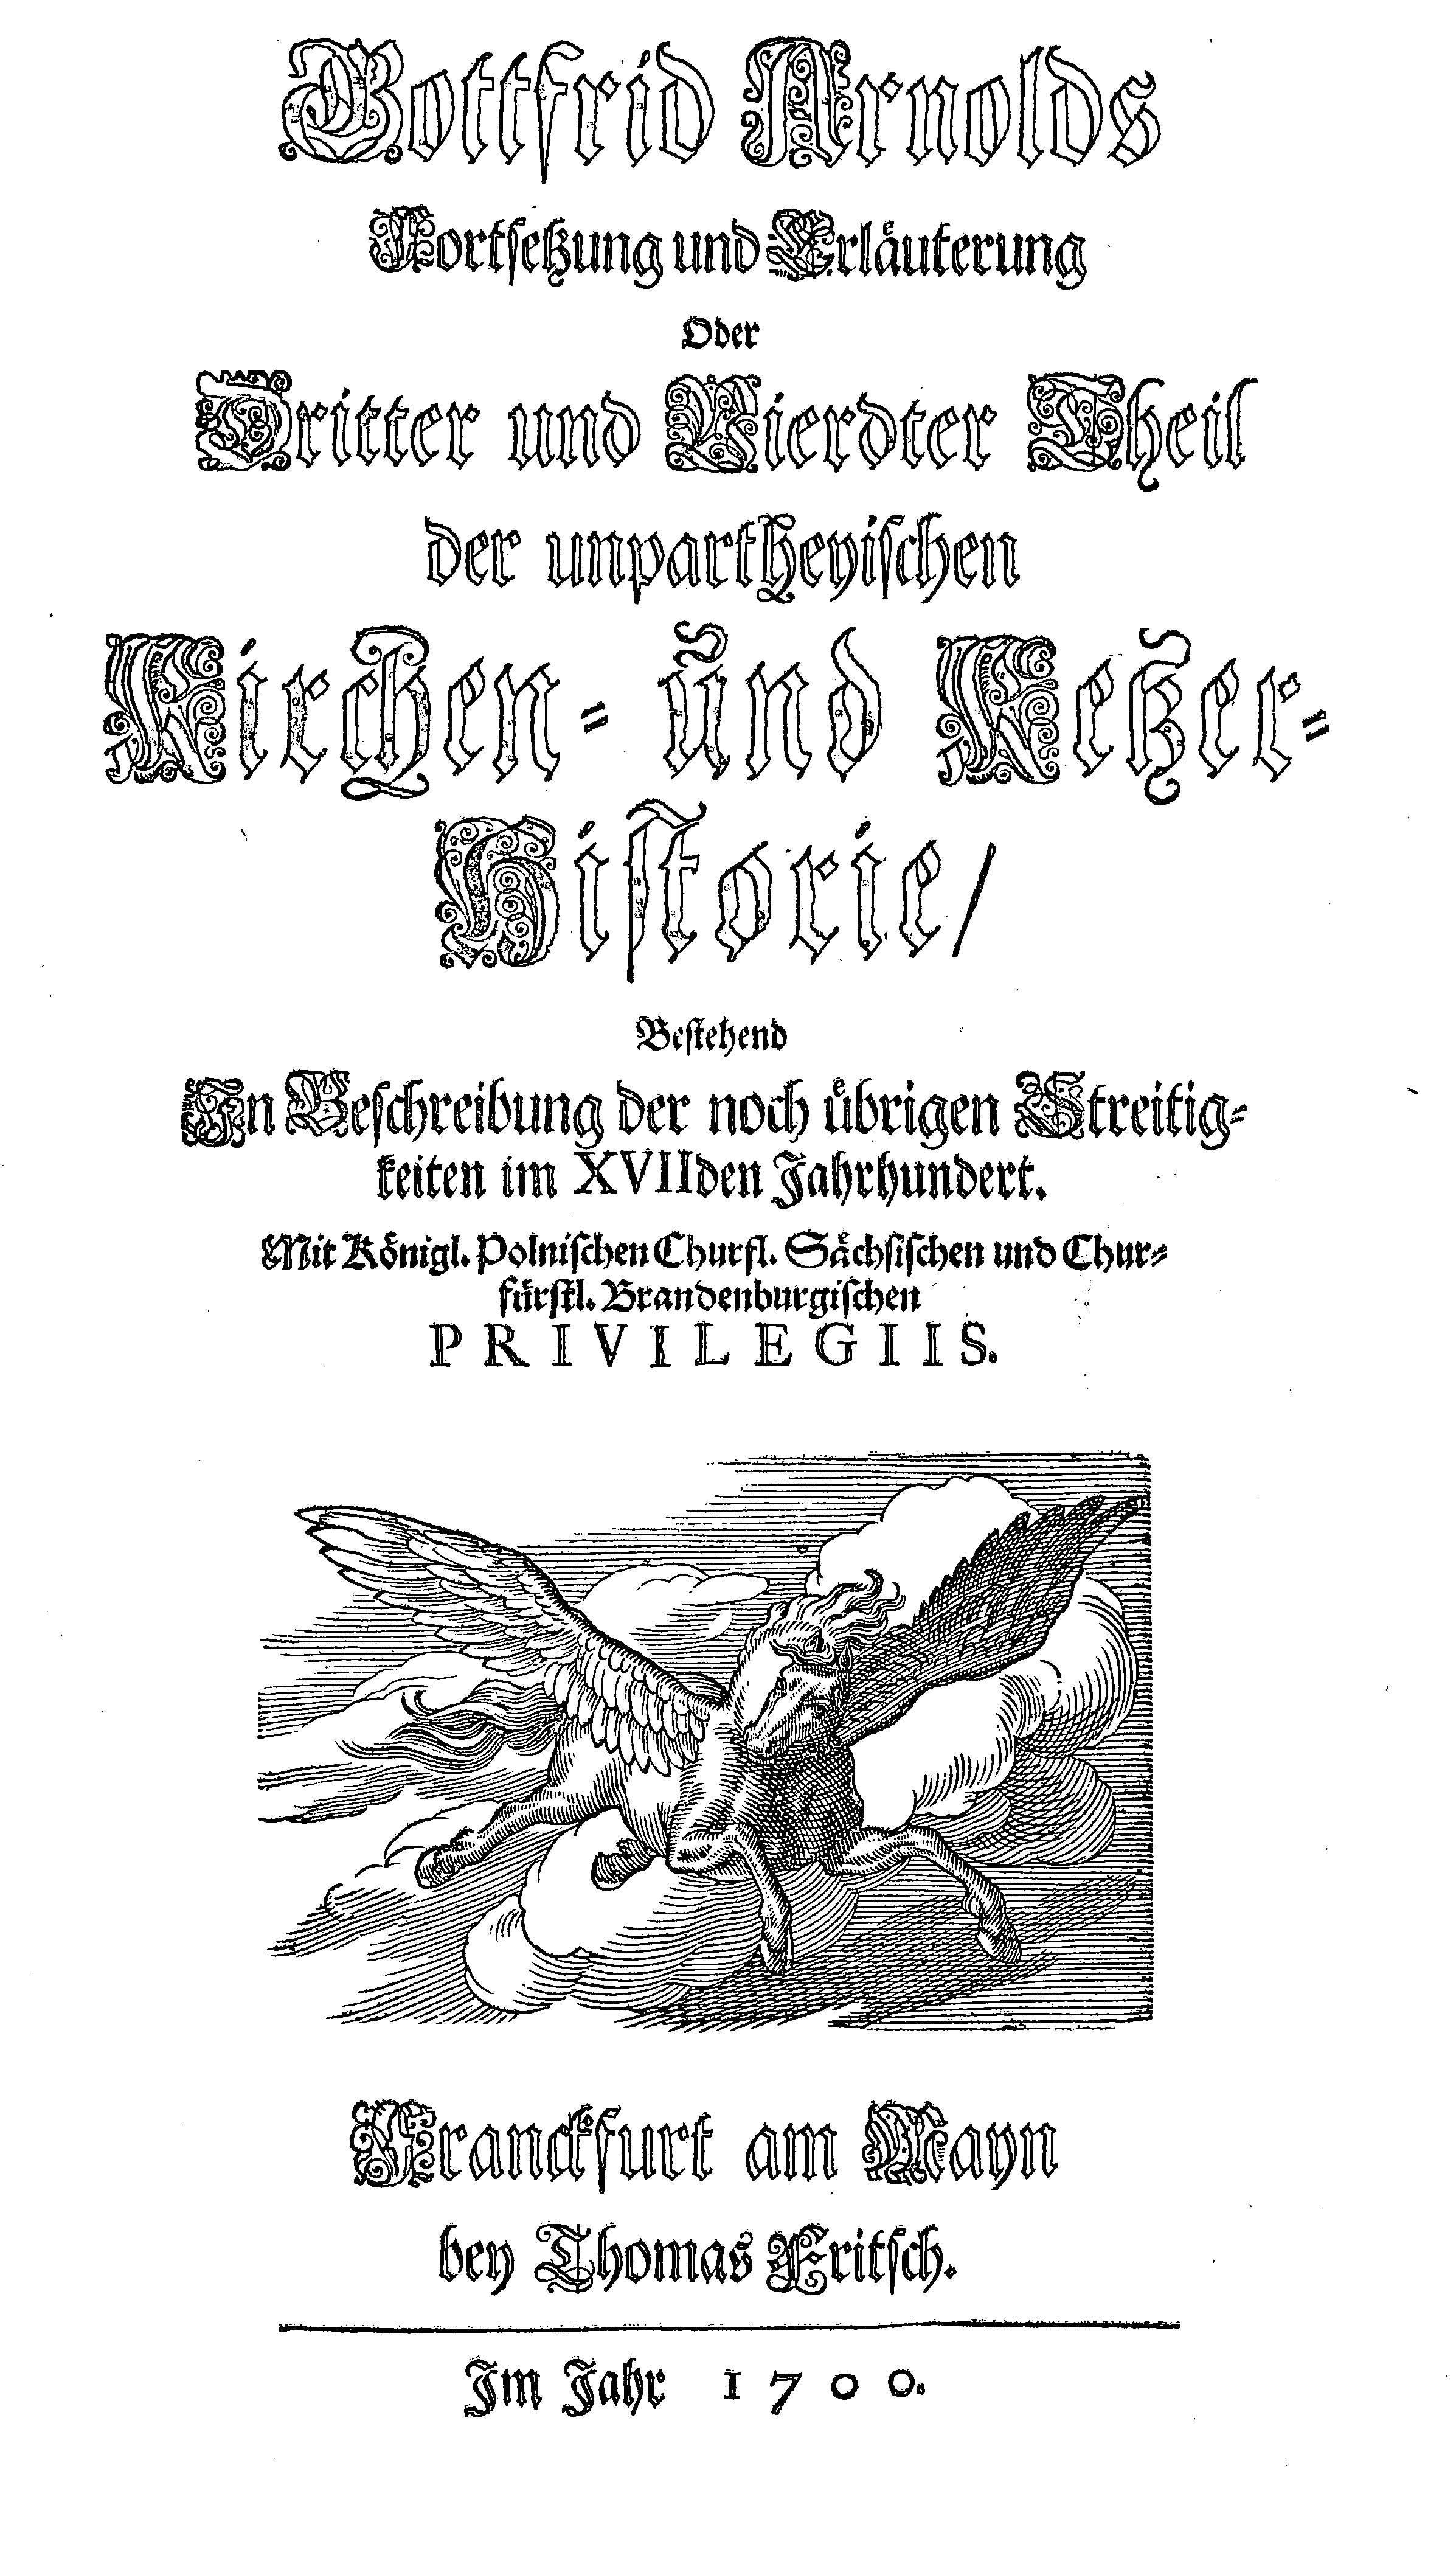 Gottfrid Arnolds
Fortsetzung und Erläuterung
Oder
Dritter und Vierdter Theil
der unpartheyischen
Kirchen- und Ketzer-
Historie/
Bestehend
In Beschreibung der noch übrigen Streitig-
keiten im XVIIden Jahrhundert.
Mit Königl. Polnischen Churfl. Sächsischen und Chur-
fürstl. Brandenburgischen
PRIVILEGIIS.
Franckfurt am Mayn
bey Thomas Fritsch.
Im Jahr 1700.